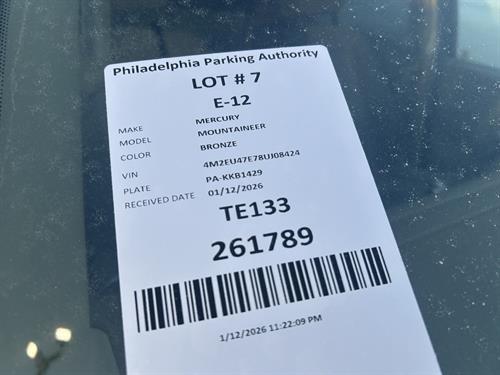 Philadelphia Parking Authority
LOT # 7
E-12
MAKE MERCURY
MODEL MOUNTAINEER
COLOR BRONZE
VIN 4M2EU47E78UJ08424
PLATE PA-KKB1429
RECEIVED DATE 01/12/2026
TE133
261789
1/12/2026 11:22:09 PM